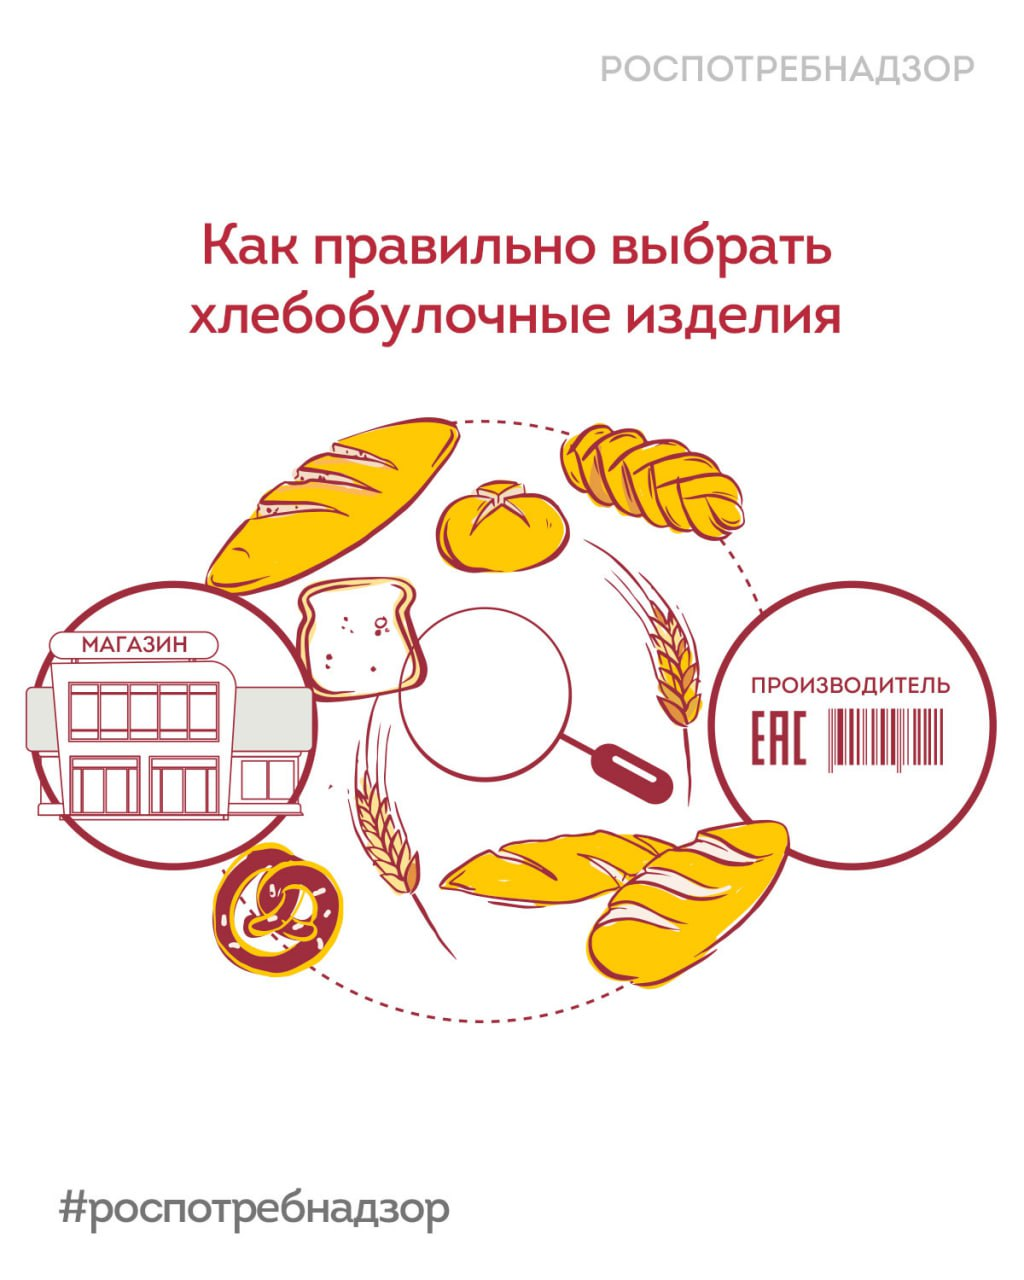 РОСПОТРЕБНАДЗОР
Как правильно выбрать
хлебобулочные изделия
МАГАЗИН
ПРОИЗВОДИТЕЛЬ
ЕАС
#роспотребнадзор